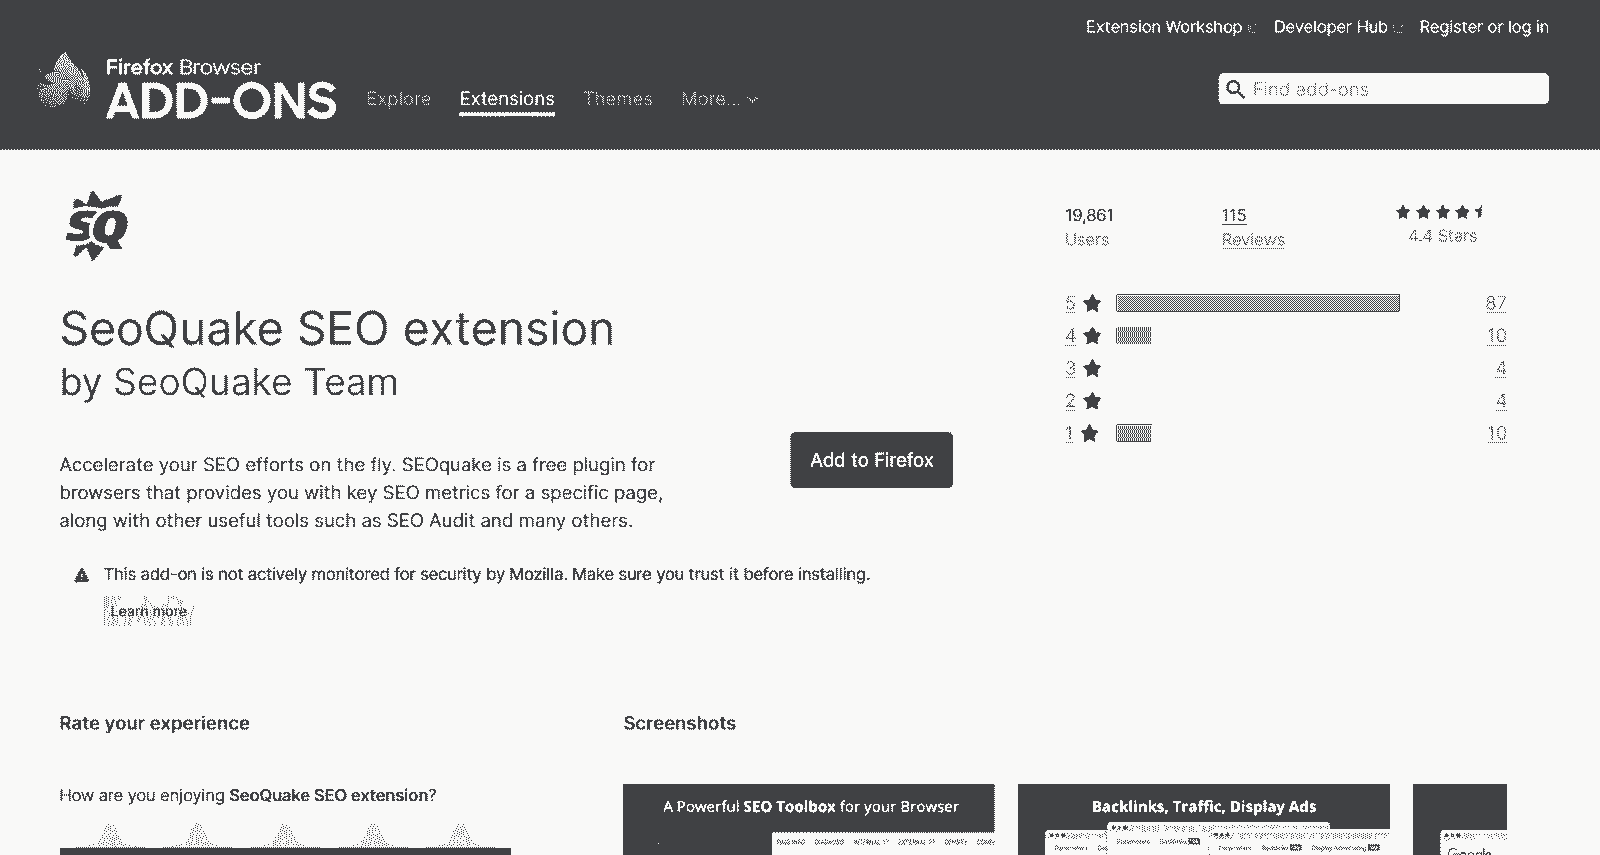 Extension Workshop Developer Hub Register or log in
Firefox Browser
ADD-ONS
Explore Extensions Themes More...
Find add-ons
SQ
19,861 Users
115 Reviews
4.4 Stars
SeoQuake SEO extension
by SeoQuake Team
5 87
4 10
3 4
2 4
1 10
Accelerate your SEO efforts on the fly. SEOquake is a free plugin for
browsers that provides you with key SEO metrics for a specific page,
along with other useful tools such as SEO Audit and many others.
Add to Firefox
This add-on is not actively monitored for security by Mozilla. Make sure you trust it before installing.
Learn more
Rate your experience
Screenshots
How are you enjoying SeoQuake SEO extension?
A Powerful SEO Toolbox for your Browser
Backlinks, Traffic, Display Ads
Google